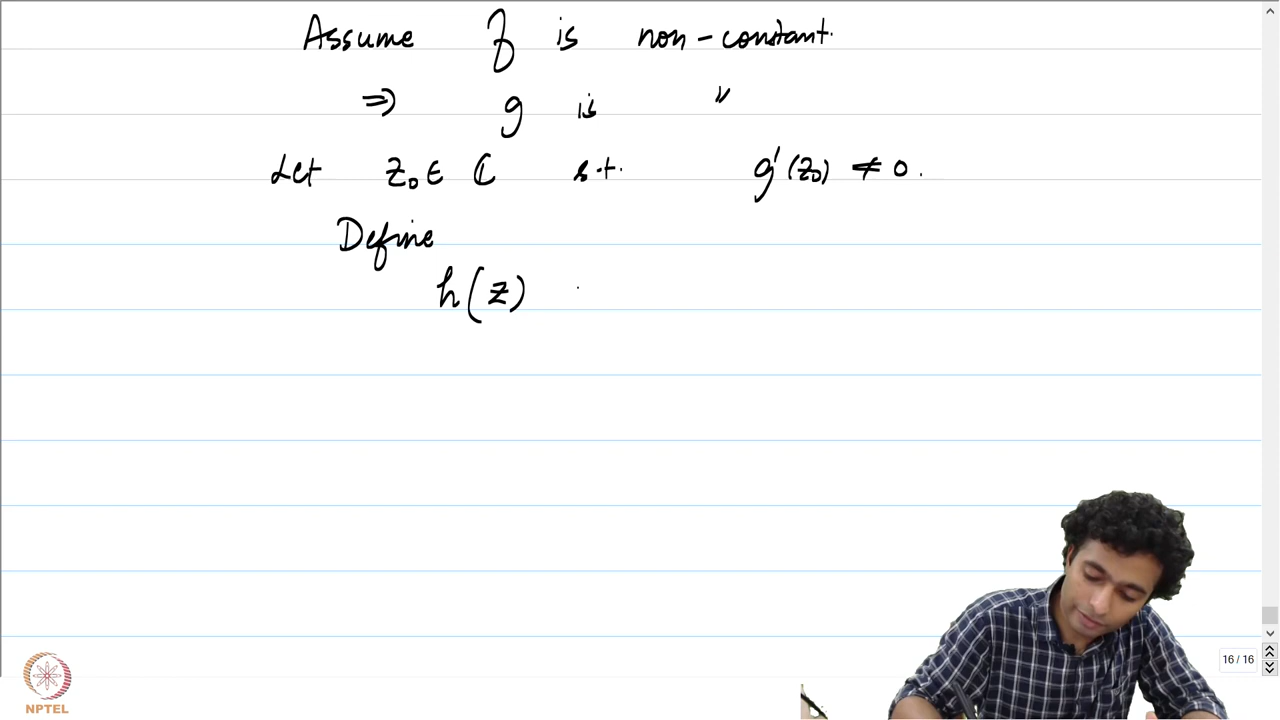 Assume f is non-constant.
⇒ g is "
Let z₀ ∈ ℂ s.t. g'(z₀) ≠ 0.
Define
h(z)
16 / 16
NPTEL